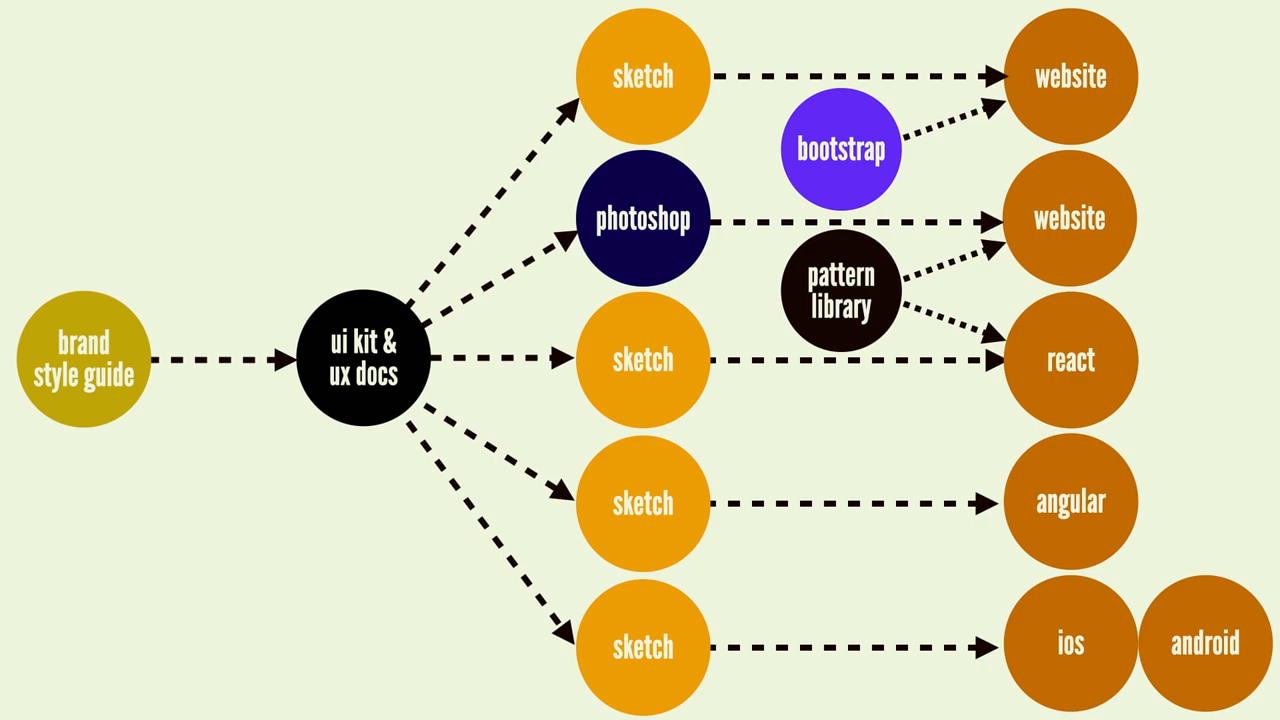 sketch
website
bootstrap
photoshop
website
pattern
library
brand
style guide
ui kit &
ux docs
sketch
react
sketch
angular
sketch
ios
android